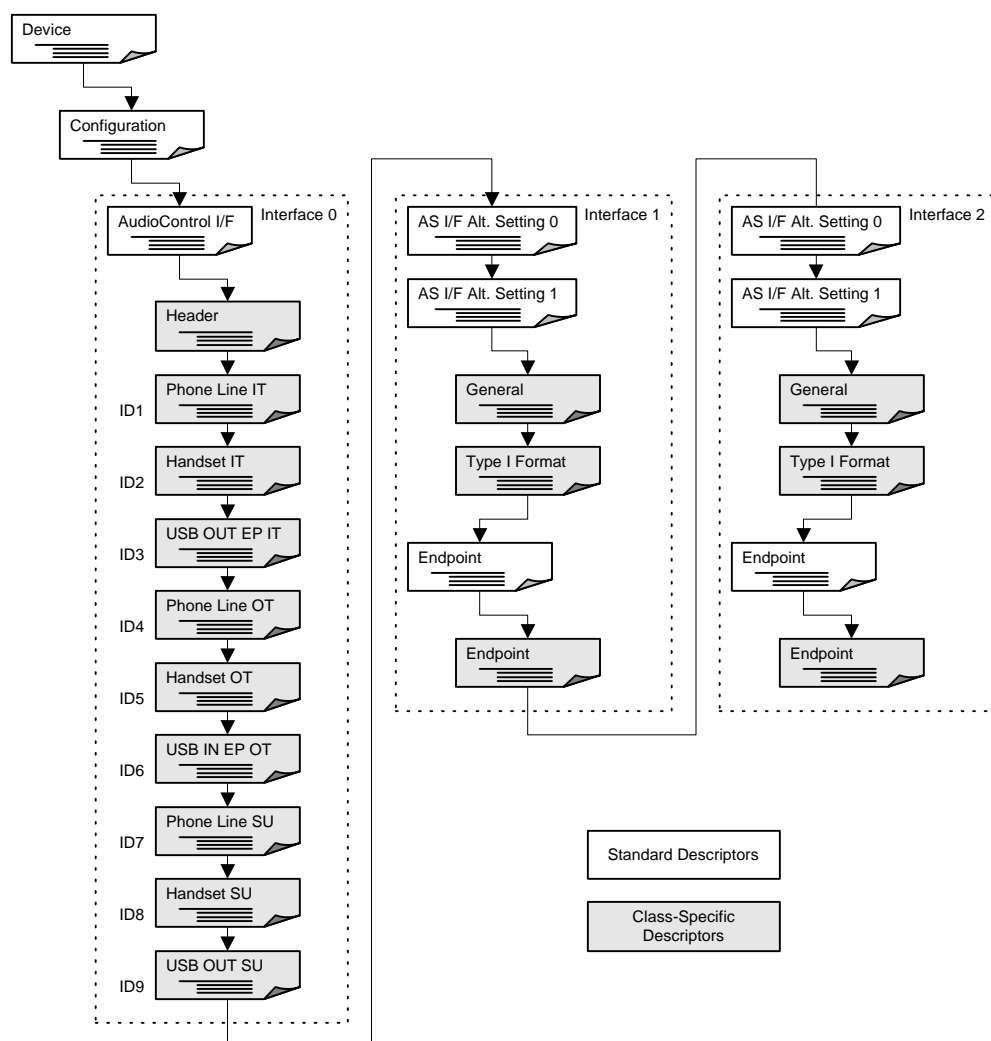 Device
Configuration
Interface 0
AudioControl I/F
Header
Phone Line IT
ID1
Handset IT
ID2
USB OUT EP IT
ID3
Phone Line OT
ID4
Handset OT
ID5
USB IN EP OT
ID6
Phone Line SU
ID7
Handset SU
ID8
USB OUT SU
ID9
Interface 1
AS I/F Alt. Setting 0
AS I/F Alt. Setting 1
General
Type I Format
Endpoint
Endpoint
Interface 2
AS I/F Alt. Setting 0
AS I/F Alt. Setting 1
General
Type I Format
Endpoint
Endpoint
Standard Descriptors
Class-Specific
Descriptors